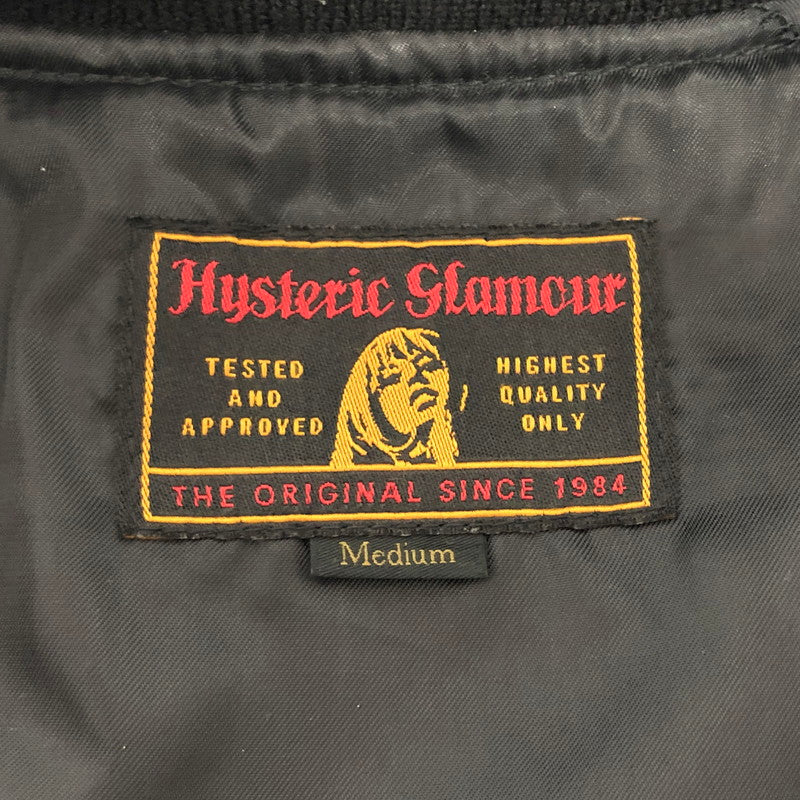 Hysteric Glamour
TESTED
AND
APPROVED
HIGHEST
QUALITY
ONLY
THE ORIGINAL SINCE 1984
Medium